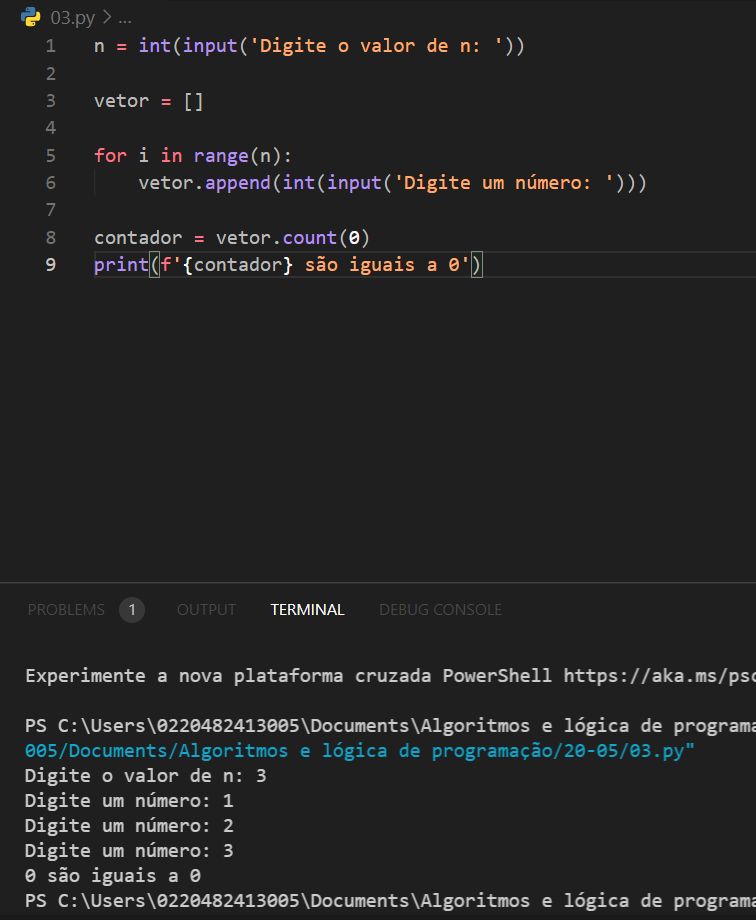 03.py > ...
1 n = int(input('Digite o valor de n: '))
2
3 vetor = []
4
5 for i in range(n):
6     vetor.append(int(input('Digite um número: ')))
7
8 contador = vetor.count(0)
9 print(f'{contador} são iguais a 0')
PROBLEMS 1 OUTPUT TERMINAL DEBUG CONSOLE
Experimente a nova plataforma cruzada PowerShell https://aka.ms/psc
PS C:\Users\0220482413005\Documents\Algoritmos e lógica de programa
005/Documents/Algoritmos e lógica de programação/20-05/03.py"
Digite o valor de n: 3
Digite um número: 1
Digite um número: 2
Digite um número: 3
0 são iguais a 0
PS C:\Users\0220482413005\Documents\Algoritmos e lógica de programa